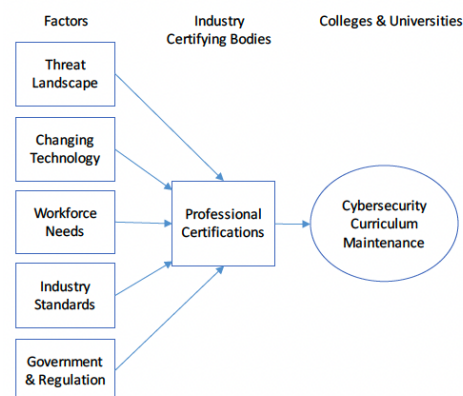 Factors
Industry
Certifying Bodies
Colleges & Universities
Threat
Landscape
Changing
Technology
Workforce
Needs
Industry
Standards
Government
& Regulation
Professional
Certifications
Cybersecurity
Curriculum
Maintenance